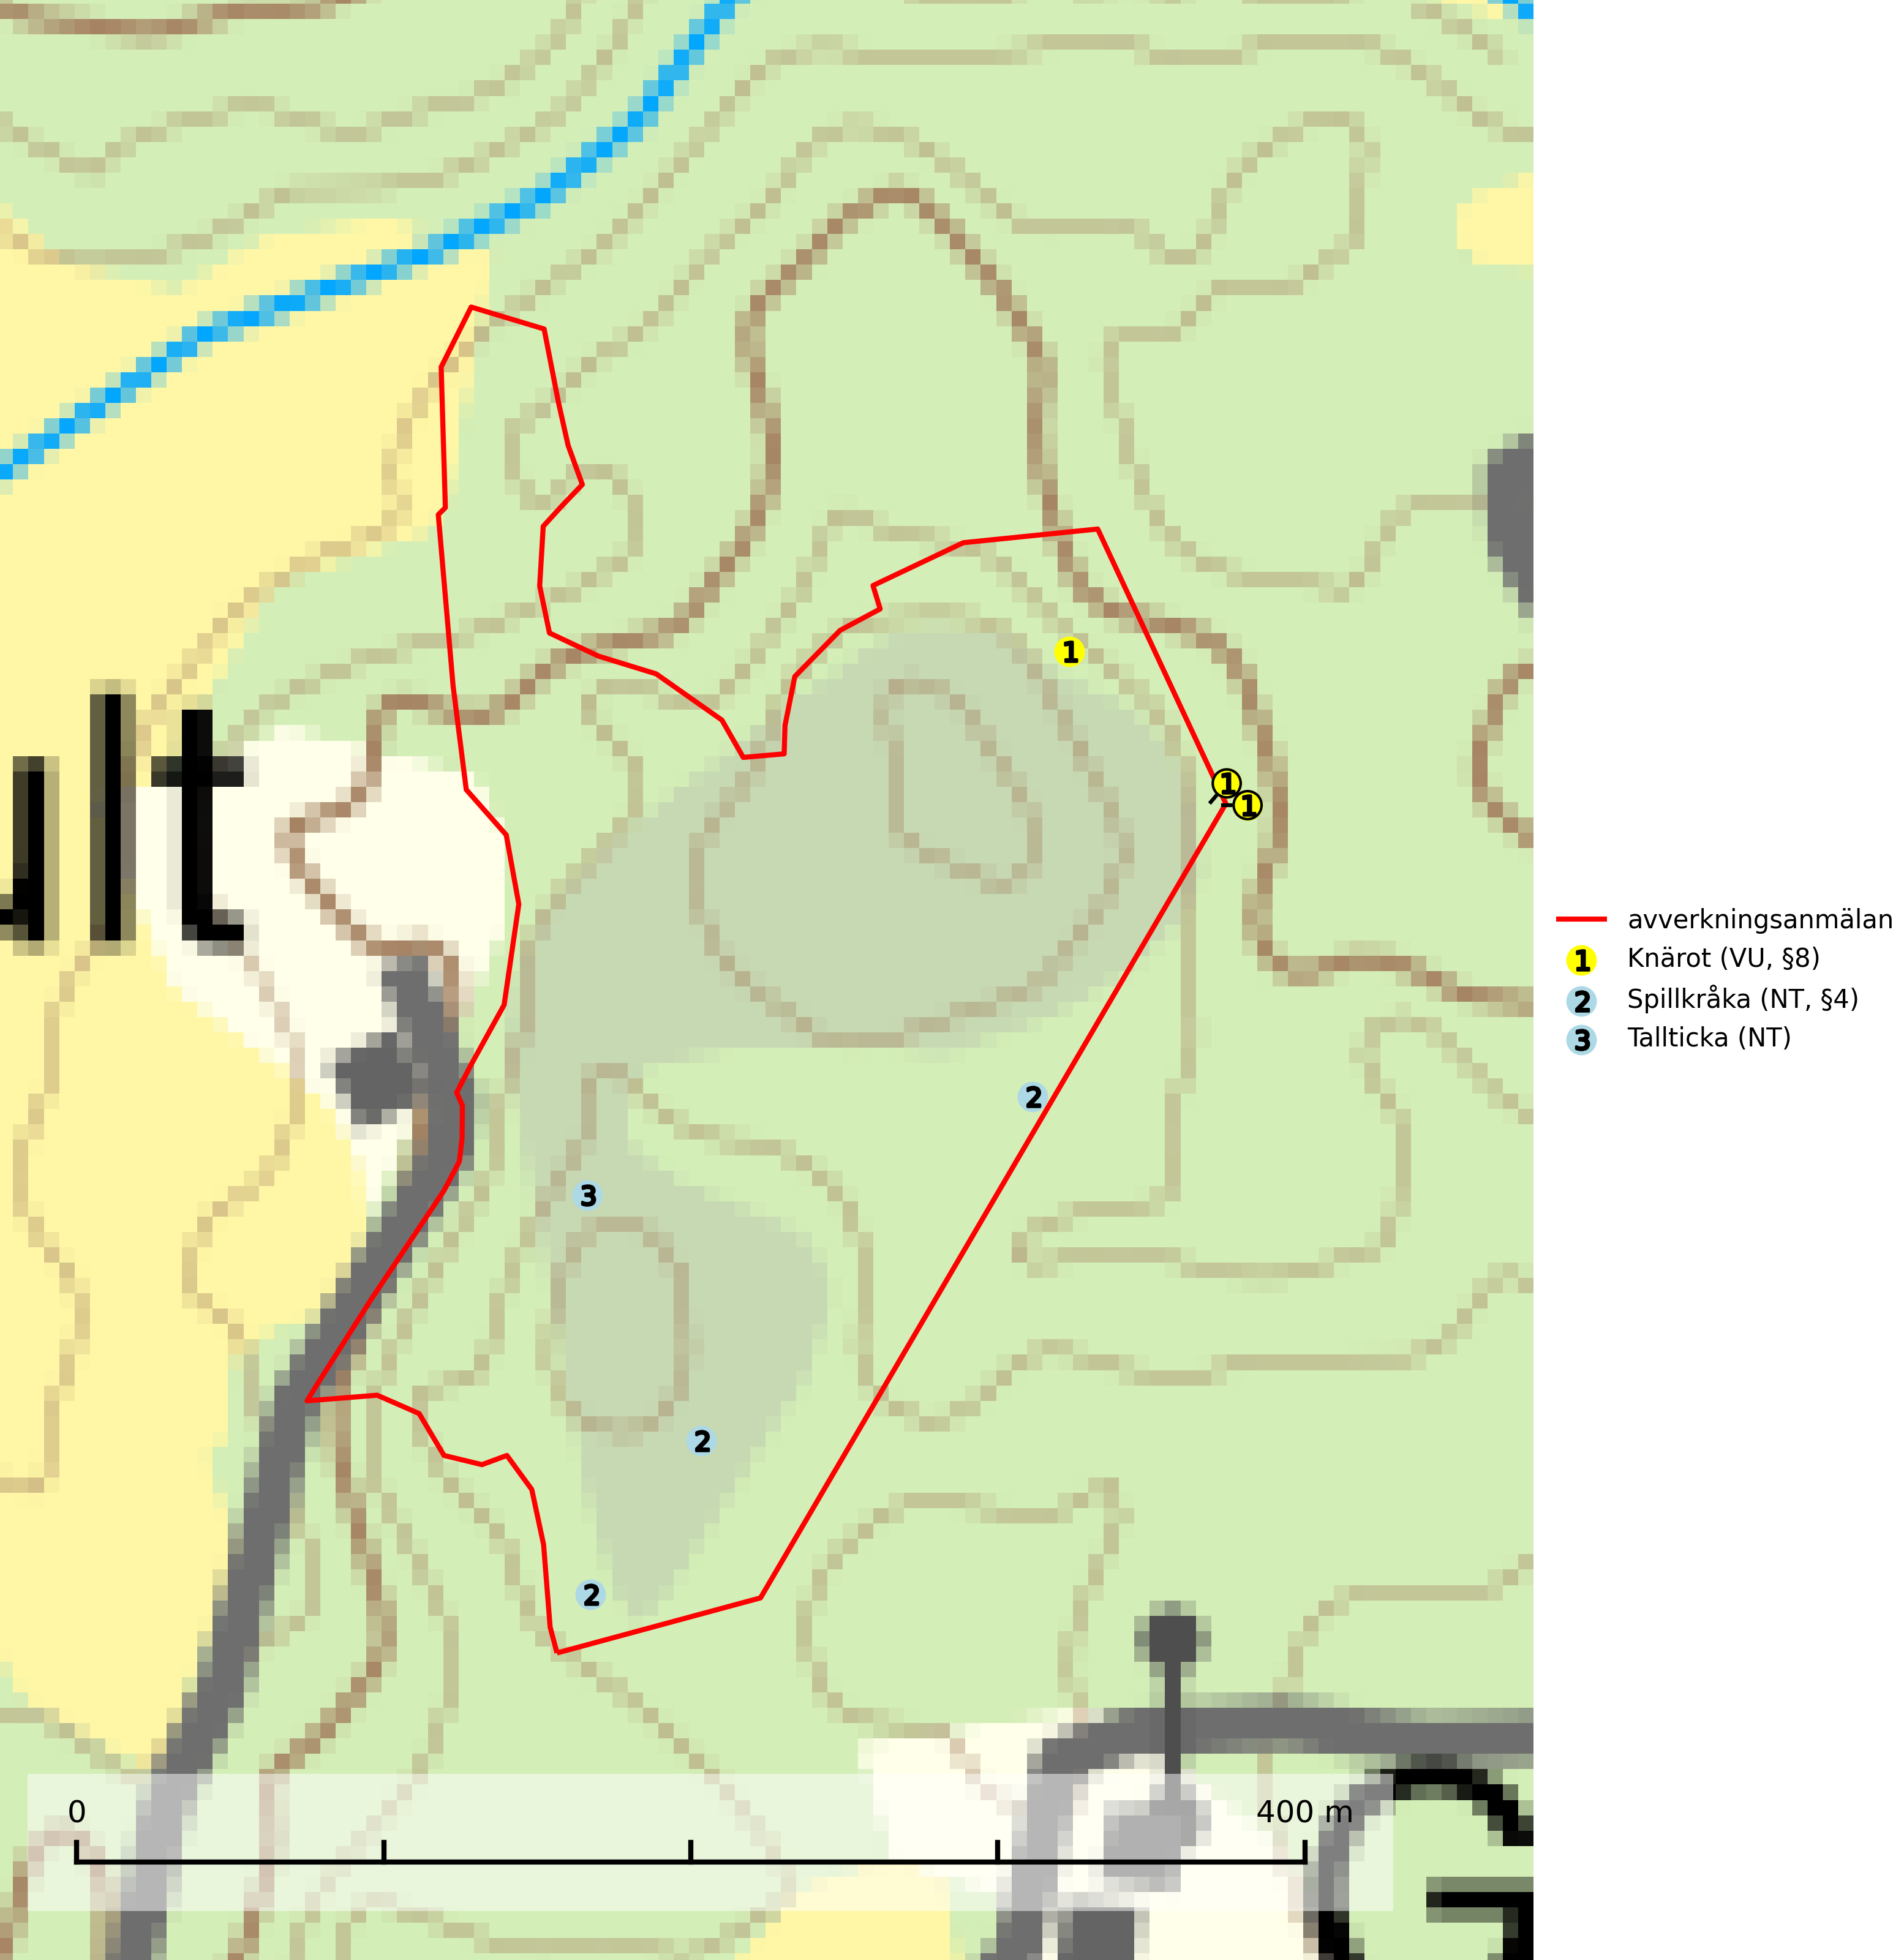 llt
1
1
1
2
3
2
2
0
400 m
G
avverkningsanmälan
1 Knärot (VU, §8)
2 Spillkråka (NT, §4)
3 Tallticka (NT)